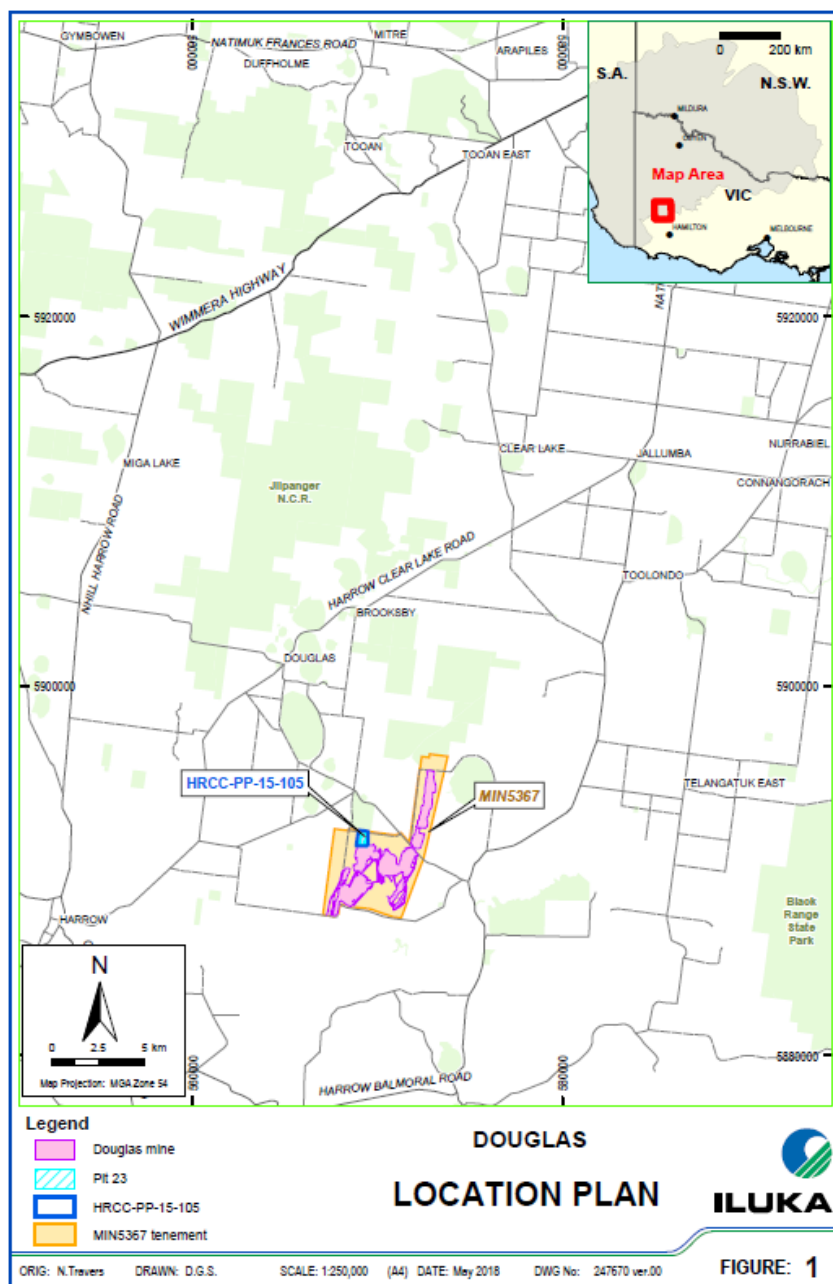 GYMBOWEN
NATIMUK FRANCES ROAD
MITRE
DUFFHOLME
ARAPILES
560000
580000
TOOAN
TOOAN EAST
0 200 km
S.A.
N.S.W.
MILDURA
OUYEN
Map Area
VIC
HAMILTON
MELBOURNE
WIMMERA HIGHWAY
5920000
5920000
CLEAR LAKE
JALLUMBA
NURRABIEL
MIGA LAKE
CONNANGORACH
Jilpanger
N.C.R.
NHILL HARROW ROAD
HARROW CLEAR LAKE ROAD
TOOLONDO
BROOKSBY
DOUGLAS
5900000
5900000
HRCC-PP-15-105
MIN5367
TELANGATUK EAST
HARROW
Black
Range
State
Park
N
0 2.5 5 km
Map Projection: MGA Zone 54
5880000
560000
580000
HARROW BALMORAL ROAD
Legend
Douglas mine
Pit 23
HRCC-PP-15-105
MIN5367 tenement
DOUGLAS
LOCATION PLAN
ILUKA
ORIG: N.Travers DRAWN: D.G.S. SCALE: 1:250,000 (A4) DATE: May 2018 DWG No: 247670 ver.00 FIGURE: 1